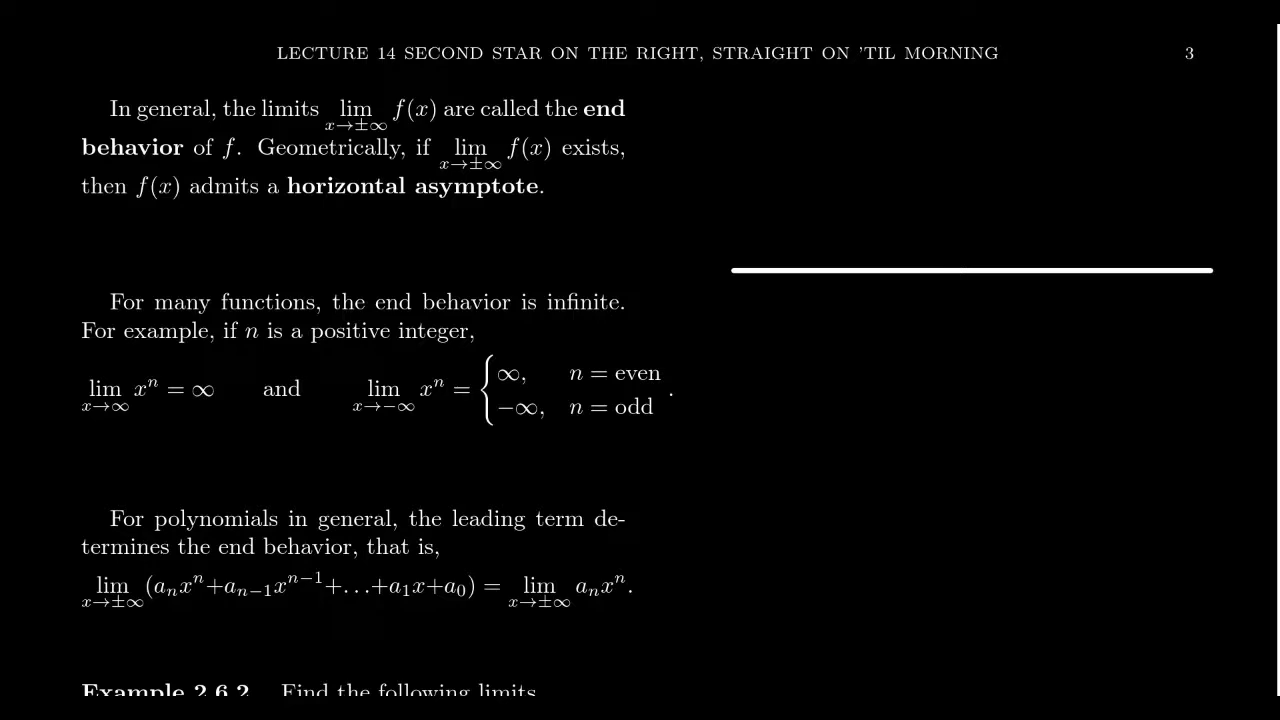 LECTURE 14 SECOND STAR ON THE RIGHT, STRAIGHT ON ’TIL MORNING 3
In general, the limits lim_{x→±∞} f(x) are called the end
behavior of f. Geometrically, if lim_{x→±∞} f(x) exists,
then f(x) admits a horizontal asymptote.
For many functions, the end behavior is infinite.
For example, if n is a positive integer,
lim_{x→∞} x^n = ∞ and lim_{x→−∞} x^n = { ∞, n = even; −∞, n = odd .
For polynomials in general, the leading term de-
termines the end behavior, that is,
lim_{x→±∞} (a_n x^n + a_{n−1} x^{n−1} + . . . + a_1 x + a_0) = lim_{x→±∞} a_n x^n.
Example 2.6.2 Find the following limits